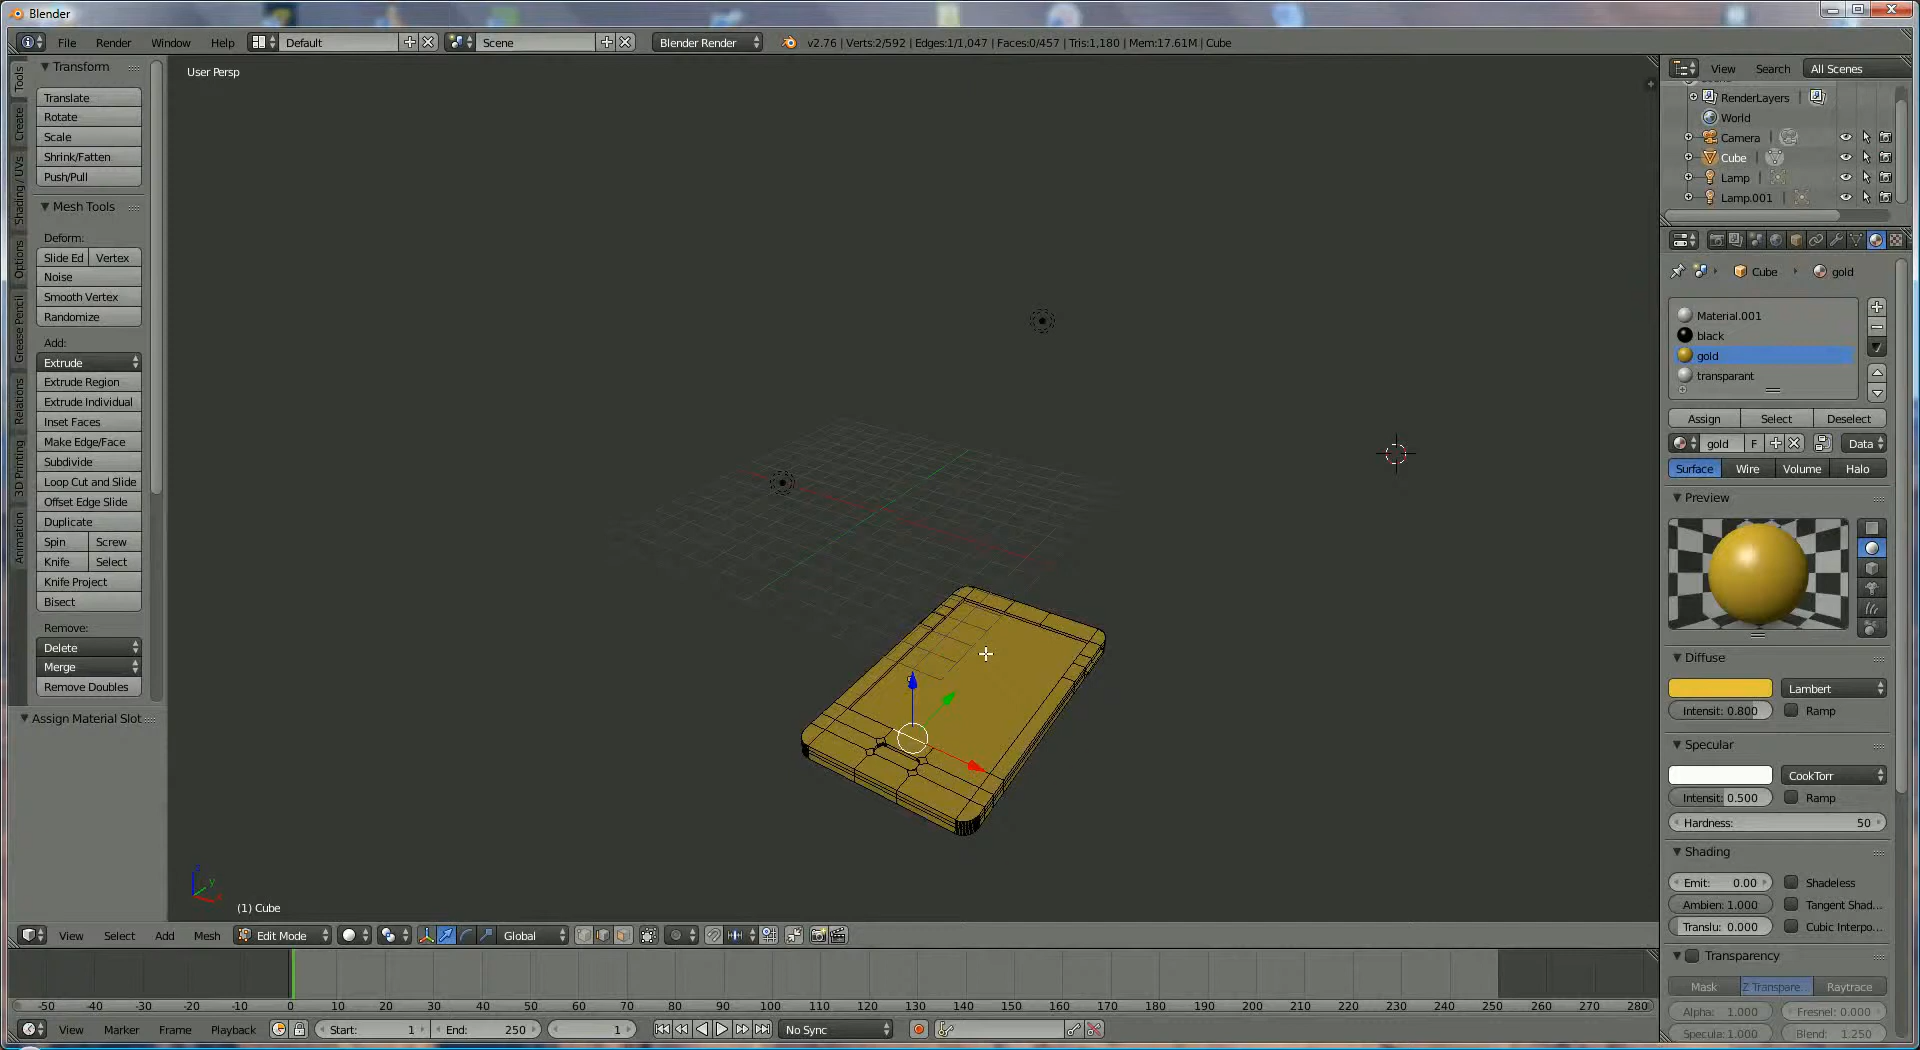 Blender
File Render Window Help Default Scene Blender Render v2.76 | Verts:2/592 | Edges:1/1,047 | Faces:0/457 | Tris:1,180 | Mem:17.61M | Cube
Tools
Create
Shading / UVs
Options
Grease Pencil
Relations
3D Printing
Animation
Transform
Translate
Rotate
Scale
Shrink/Fatten
Push/Pull
Mesh Tools
Deform:
Slide Ed Vertex
Noise
Smooth Vertex
Randomize
Add:
Extrude
Extrude Region
Extrude Individual
Inset Faces
Make Edge/Face
Subdivide
Loop Cut and Slide
Offset Edge Slide
Duplicate
Spin Screw
Knife Select
Knife Project
Bisect
Remove:
Delete
Merge
Remove Doubles
Assign Material Slot
User Persp
(1) Cube
View Select Add Mesh Edit Mode Global
-50 -40 -30 -20 -10 0 10 20 30 40 50 60 70 80 90 100 110 120 130 140 150 160 170 180 190 200 210 220 230 240 250 260 270 280
View Marker Frame Playback Start: 1 End: 250 1 No Sync
View Search All Scenes
RenderLayers
World
Camera
Cube
Lamp
Lamp.001
Cube gold
Material.001
black
gold
transparant
Assign Select Deselect
gold F Data
Surface Wire Volume Halo
Preview
Diffuse
Lambert
Intensit: 0.800 Ramp
Specular
CookTorr
Intensit: 0.500 Ramp
Hardness: 50
Shading
Emit: 0.00 Shadeless
Ambien: 1.000 Tangent Shad...
Translu: 0.000 Cubic Interpo...
Transparency
Mask Z Transpare... Raytrace
Alpha: 1.000 Fresnel: 0.000
Specula: 1.000 Blend: 1.250